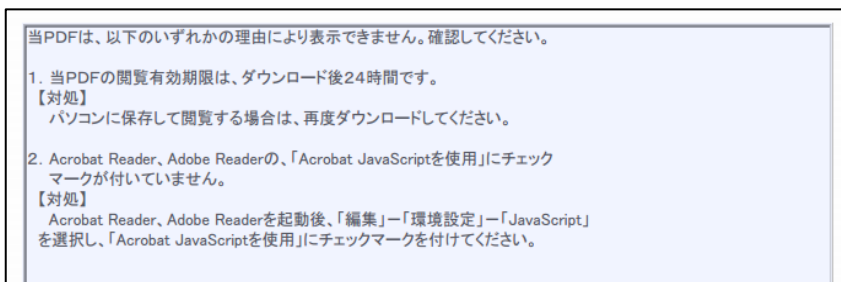 当PDFは、以下のいずれかの理由により表示できません。確認してください。
1. 当PDFの閲覧有効期限は、ダウンロード後24時間です。
【対処】
パソコンに保存して閲覧する場合は、再度ダウンロードしてください。
2. Acrobat Reader、Adobe Readerの、「Acrobat JavaScriptを使用」にチェック
マークが付いていません。
【対処】
Acrobat Reader、Adobe Readerを起動後、「編集」ー「環境設定」ー「JavaScript」
を選択し、「Acrobat JavaScriptを使用」にチェックマークを付けてください。